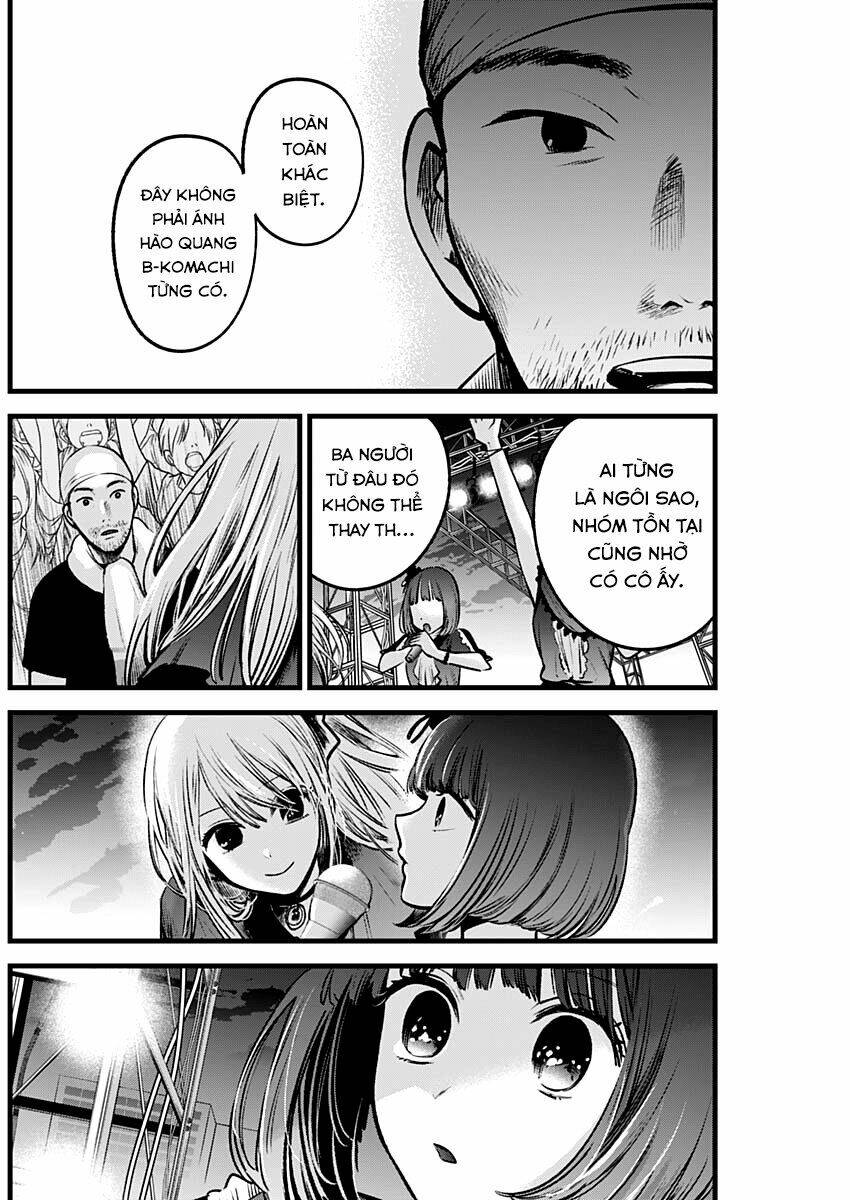 HOÀN
TOÀN
KHÁC
BIỆT.
ĐÂY KHÔNG
PHẢI ÁNH
HÀO QUANG
B-KOMACHI
TỪNG CÓ.
AI TỪNG
LÀ NGÔI SAO,
NHÓM TỒN TẠI
CŨNG NHỜ
CÓ CÔ ẤY.
BA NGƯỜI
TỪ ĐÂU ĐÓ
KHÔNG THỂ
THAY TH...